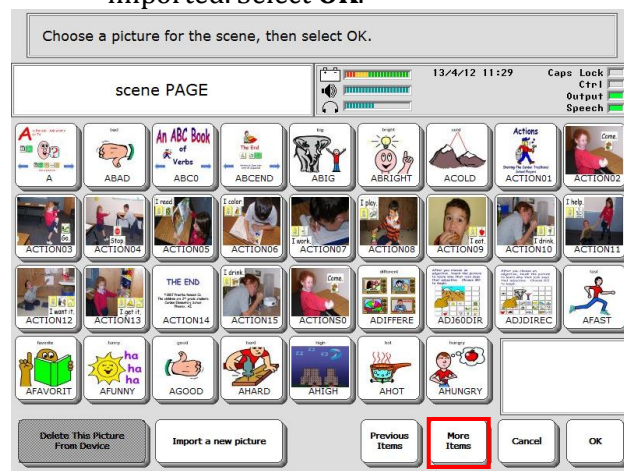 imported. Select OK.
Choose a picture for the scene, then select OK.
scene PAGE
13/4/12 11:29
Caps Lock
Ctrl
Output
Speech
A
bad
ABAD
An ABC Book
of
Verbs
ABC0
The End
ABCEND
big
ABIG
bright
ABRIGHT
cold
ACOLD
Actions
ACTION01
Come.
ACTION02
Go
ACTION03
Stop.
ACTION04
I read.
ACTION05
I color.
ACTION06
I work.
ACTION07
I play.
ACTION08
I eat.
ACTION09
I drink.
ACTION10
I help.
ACTION11
I want it.
ACTION12
I get it.
ACTION13
THE END
ACTION14
I drink.
ACTION15
Come.
ACTIONS0
different
ADIFFERE
ADJ60DIR
ADJDIREC
fast
AFAST
favorite
AFAVORIT
funny
ha
ha
ha
AFUNNY
good
AGOOD
hard
AHARD
high
AHIGH
hot
AHOT
hungry
AHUNGRY
Delete This Picture
From Device
Import a new picture
Previous
Items
More
Items
Cancel
OK